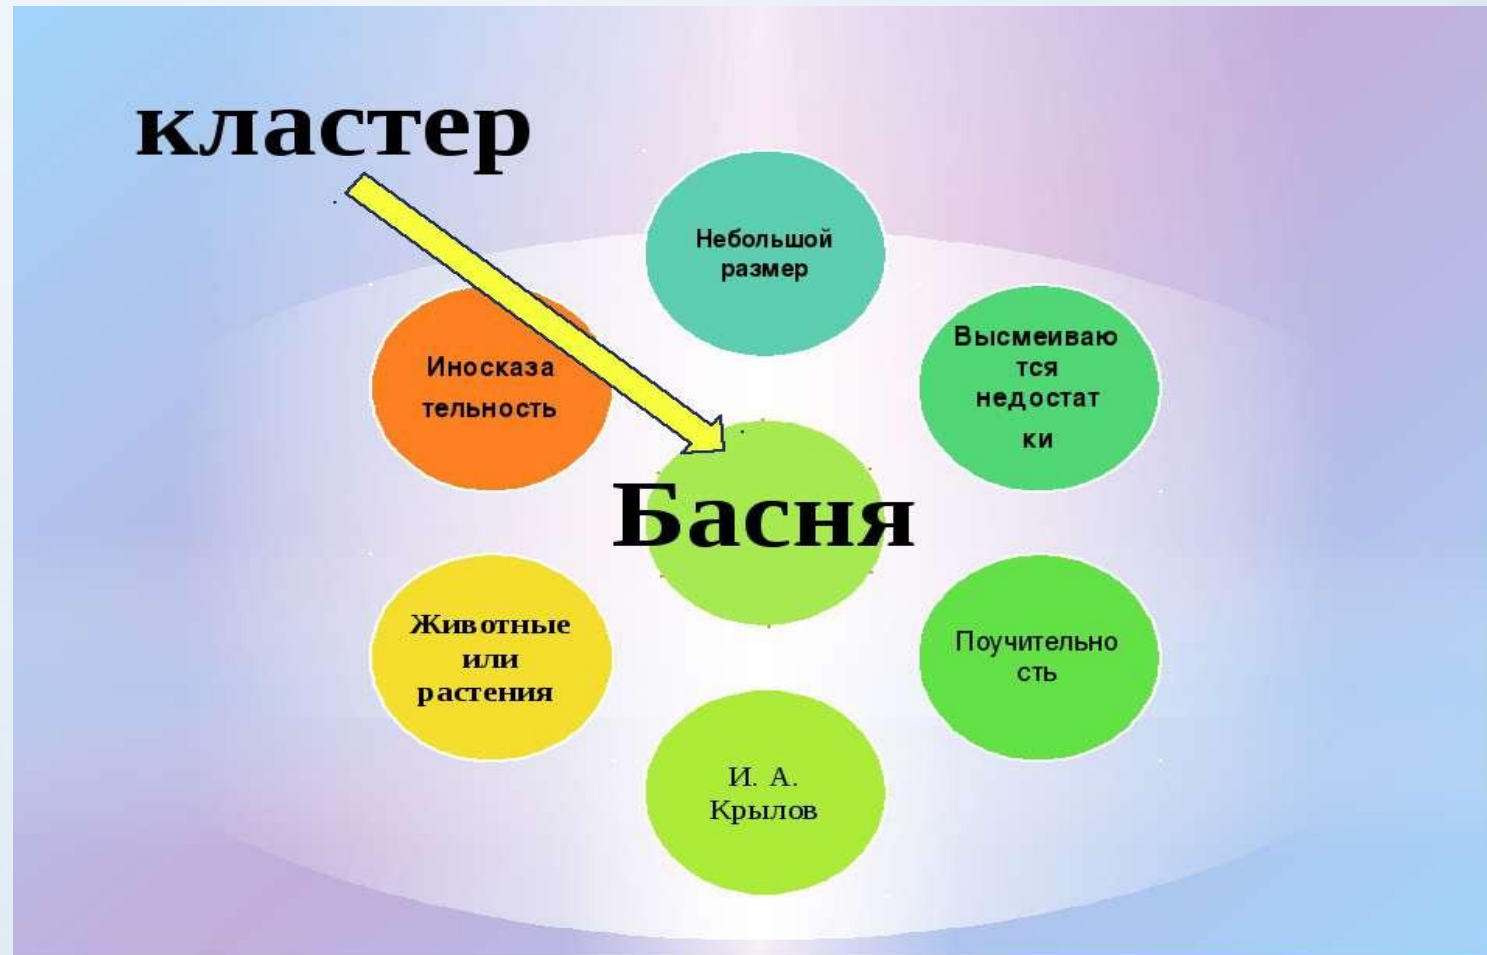 кластер
Небольшой
размер
Высмеиваю
тся
недостат
ки
Иносказа
тельность
Басня
Животные
или
растения
Поучительно
сть
И. А.
Крылов